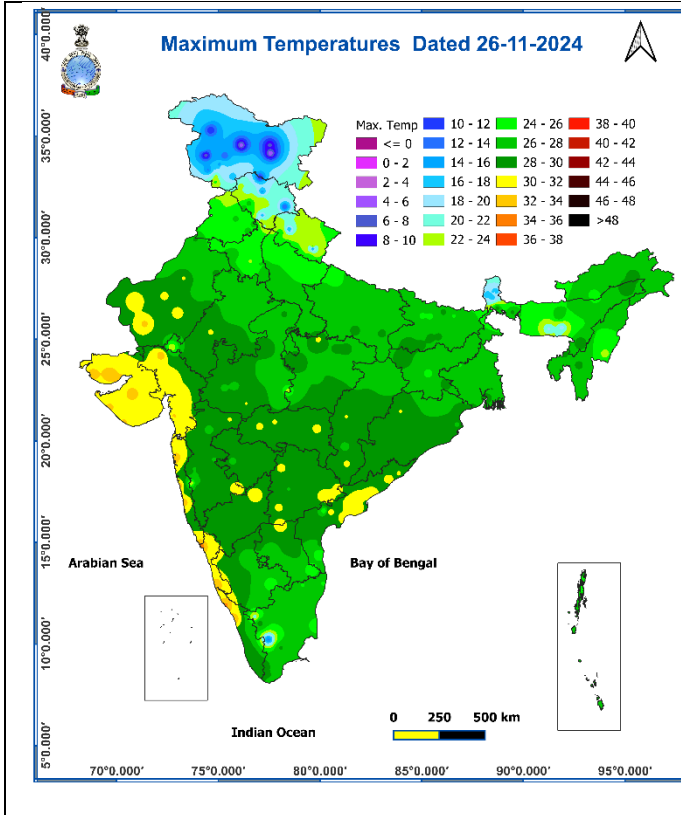 Maximum Temperatures Dated 26-11-2024
Max. Temp
<= 0
0 - 2
2 - 4
4 - 6
6 - 8
8 - 10
10 - 12
12 - 14
14 - 16
16 - 18
18 - 20
20 - 22
22 - 24
24 - 26
26 - 28
28 - 30
30 - 32
32 - 34
34 - 36
36 - 38
38 - 40
40 - 42
42 - 44
44 - 46
46 - 48
>48
40°0.000'
35°0.000'
30°0.000'
25°0.000'
20°0.000'
15°0.000'
10°0.000'
5°0.000'
Arabian Sea
Bay of Bengal
Indian Ocean
0 250 500 km
70°0.000' 75°0.000' 80°0.000' 85°0.000' 90°0.000' 95°0.000'